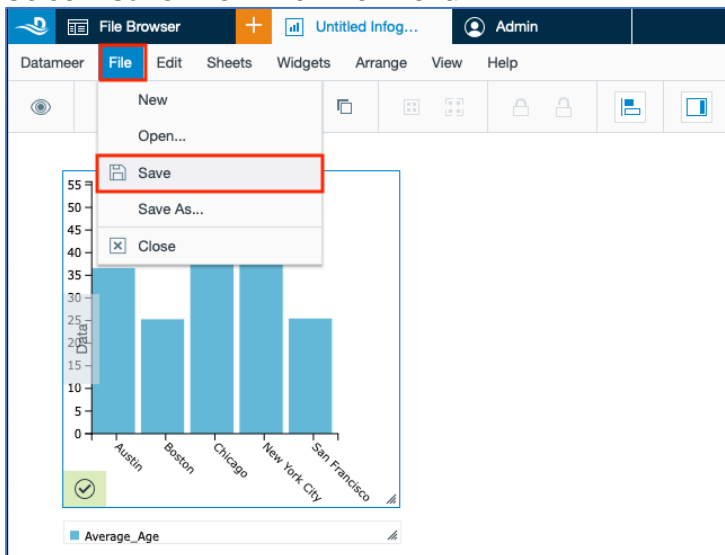 File Browser
+
Untitled Infog...
Admin
Datameer File Edit Sheets Widgets Arrange View Help
New
Open...
Save
Save As...
Close
55
50
45
40
35
30
25
20
15
10
5
0
Data
Austin
Boston
Chicago
New York City
San Francisco
Average_Age